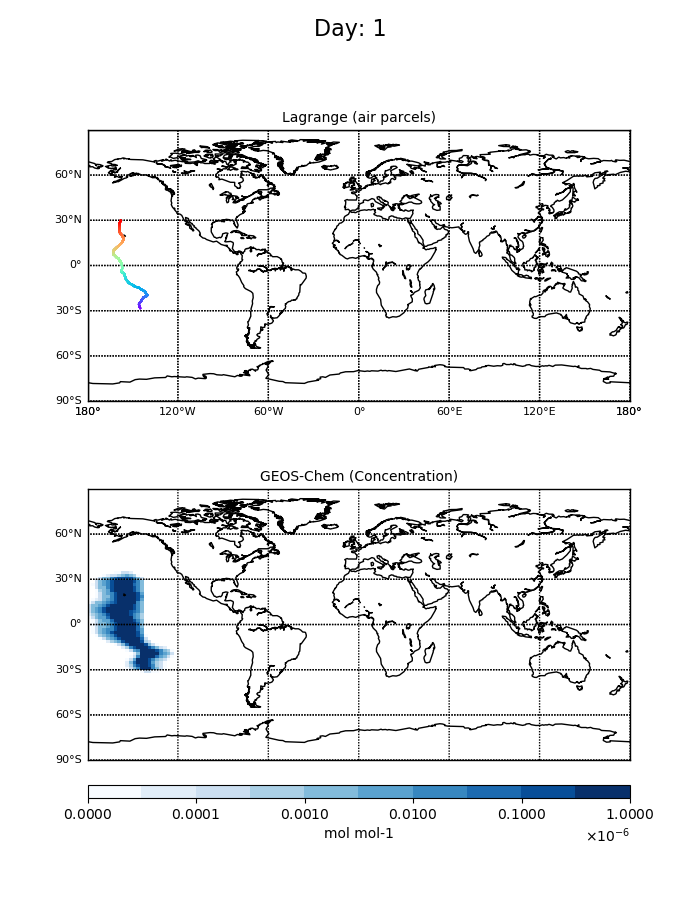 Day: 1
Lagrange (air parcels)
60°N
30°N
0°
30°S
60°S
90°S
180° 120°W 60°W 0° 60°E 120°E 180°
GEOS-Chem (Concentration)
60°N
30°N
0°
30°S
60°S
90°S
0.0000 0.0001 0.0010 0.0100 0.1000 1.0000
mol mol-1 ×10⁻⁶